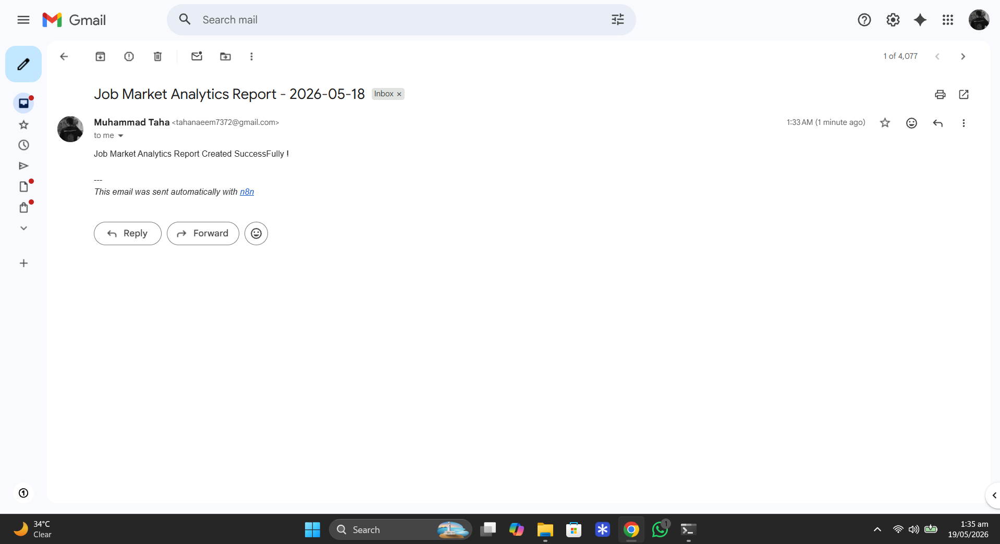 Gmail
Search mail
1 of 4,077
Job Market Analytics Report - 2026-05-18 Inbox ×
Muhammad Taha <tahanaeem7372@gmail.com>
1:33 AM (1 minute ago)
to me
Job Market Analytics Report Created SuccessFully !
---
This email was sent automatically with n8n
Reply
Forward
1
34°C
Clear
Search
1
1:35 am
19/05/2026